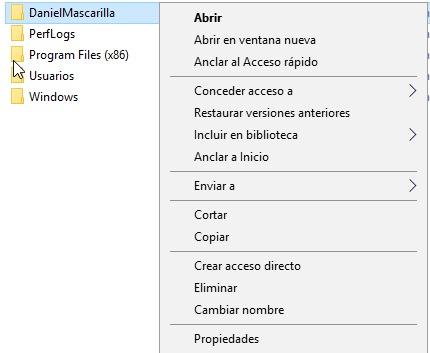 DanielMascarilla
PerfLogs
Program Files (x86)
Usuarios
Windows
Abrir
Abrir en ventana nueva
Anclar al Acceso rápido
Conceder acceso a
Restaurar versiones anteriores
Incluir en biblioteca
Anclar a Inicio
Enviar a
Cortar
Copiar
Crear acceso directo
Eliminar
Cambiar nombre
Propiedades